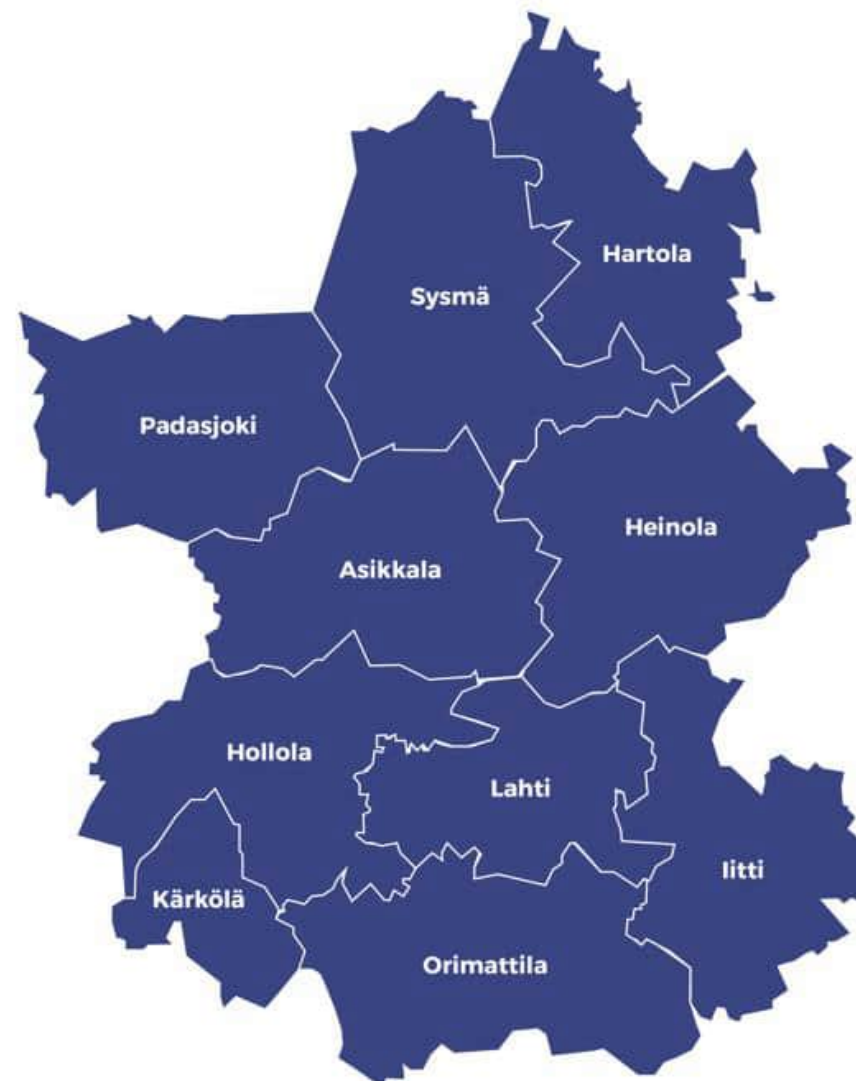 Hartola
Sysmä
Padasjoki
Heinola
Asikkala
Hollola
Lahti
Iitti
Kärkölä
Orimattila